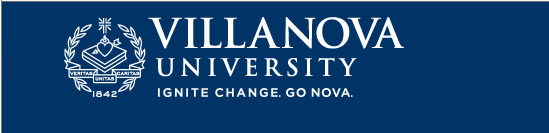 VILLANOVA
UNIVERSITY
IGNITE CHANGE. GO NOVA.
VERITAS UNITAS CARITAS
1842